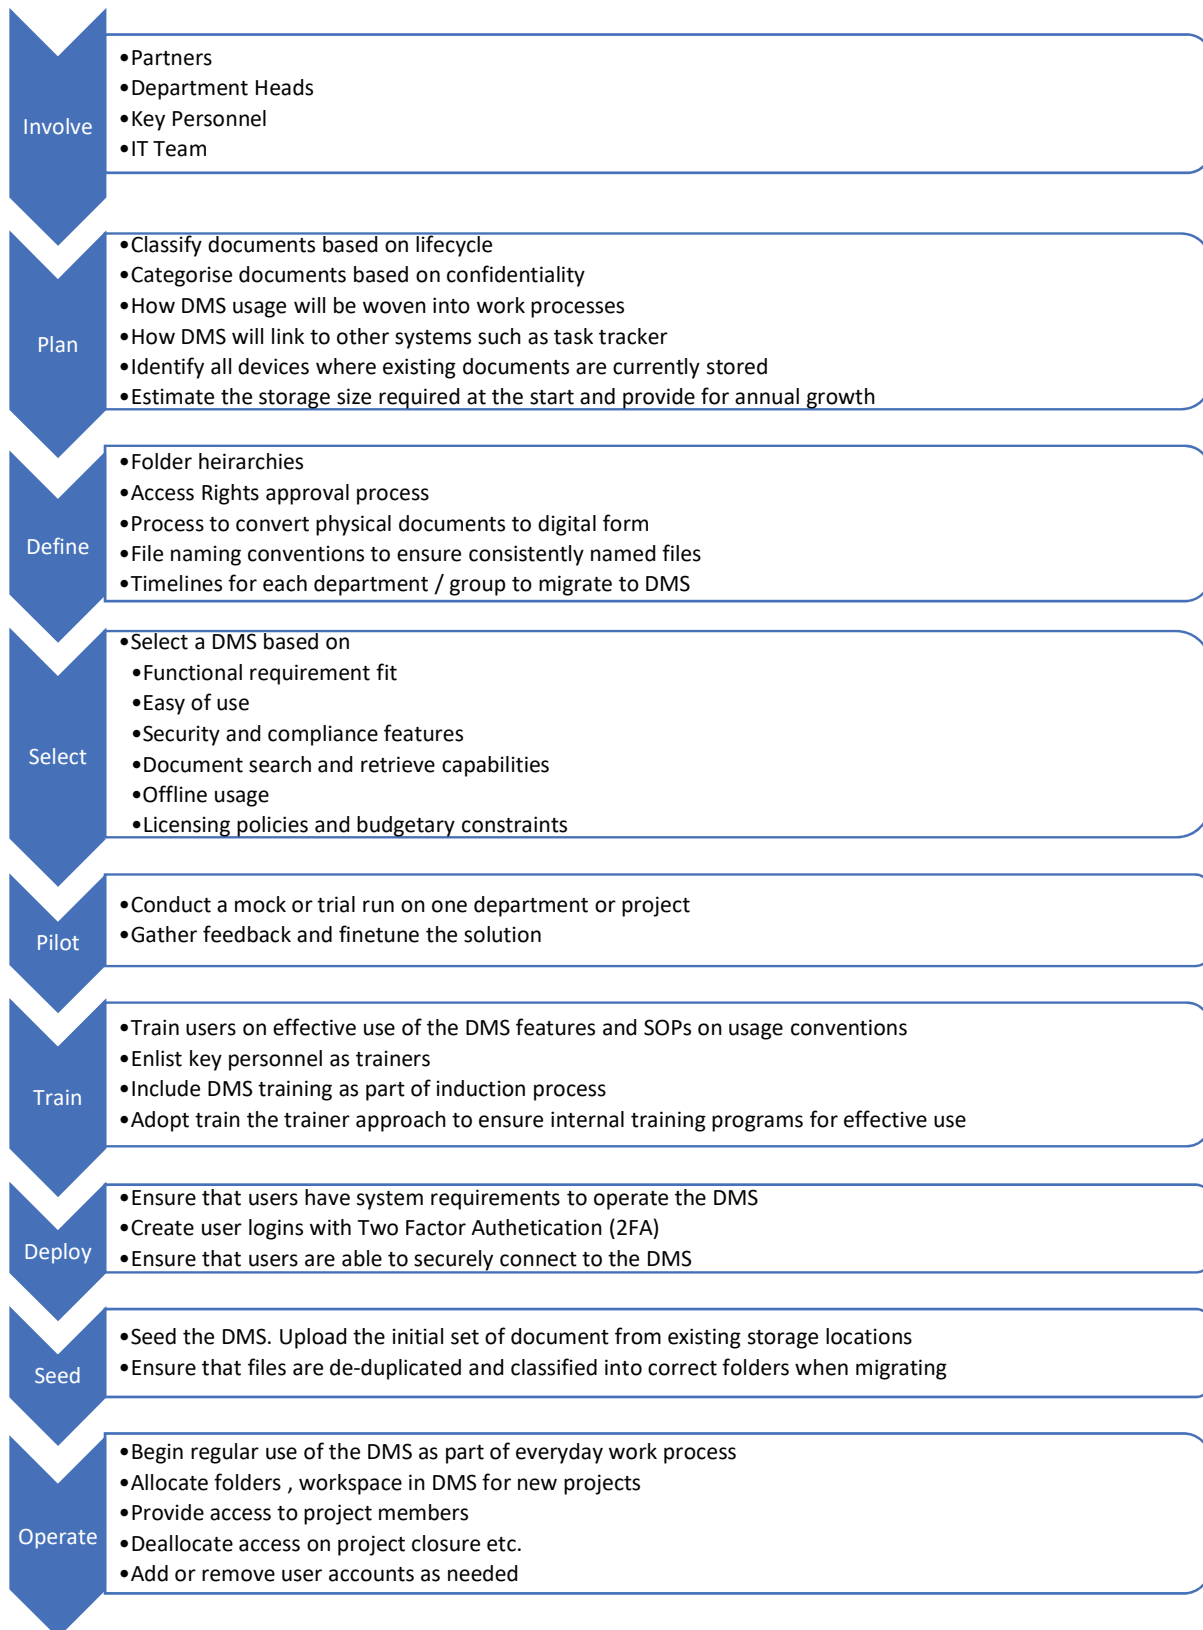 Involve
•Partners
•Department Heads
•Key Personnel
•IT Team
Plan
•Classify documents based on lifecycle
•Categorise documents based on confidentiality
•How DMS usage will be woven into work processes
•How DMS will link to other systems such as task tracker
•Identify all devices where existing documents are currently stored
•Estimate the storage size required at the start and provide for annual growth
Define
•Folder heirarchies
•Access Rights approval process
•Process to convert physical documents to digital form
•File naming conventions to ensure consistently named files
•Timelines for each department / group to migrate to DMS
Select
•Select a DMS based on
•Functional requirement fit
•Easy of use
•Security and compliance features
•Document search and retrieve capabilities
•Offline usage
•Licensing policies and budgetary constraints
Pilot
•Conduct a mock or trial run on one department or project
•Gather feedback and finetune the solution
Train
•Train users on effective use of the DMS features and SOPs on usage conventions
•Enlist key personnel as trainers
•Include DMS training as part of induction process
•Adopt train the trainer approach to ensure internal training programs for effective use
Deploy
•Ensure that users have system requirements to operate the DMS
•Create user logins with Two Factor Authetication (2FA)
•Ensure that users are able to securely connect to the DMS
Seed
•Seed the DMS. Upload the initial set of document from existing storage locations
•Ensure that files are de-duplicated and classified into correct folders when migrating
Operate
•Begin regular use of the DMS as part of everyday work process
•Allocate folders , workspace in DMS for new projects
•Provide access to project members
•Deallocate access on project closure etc.
•Add or remove user accounts as needed